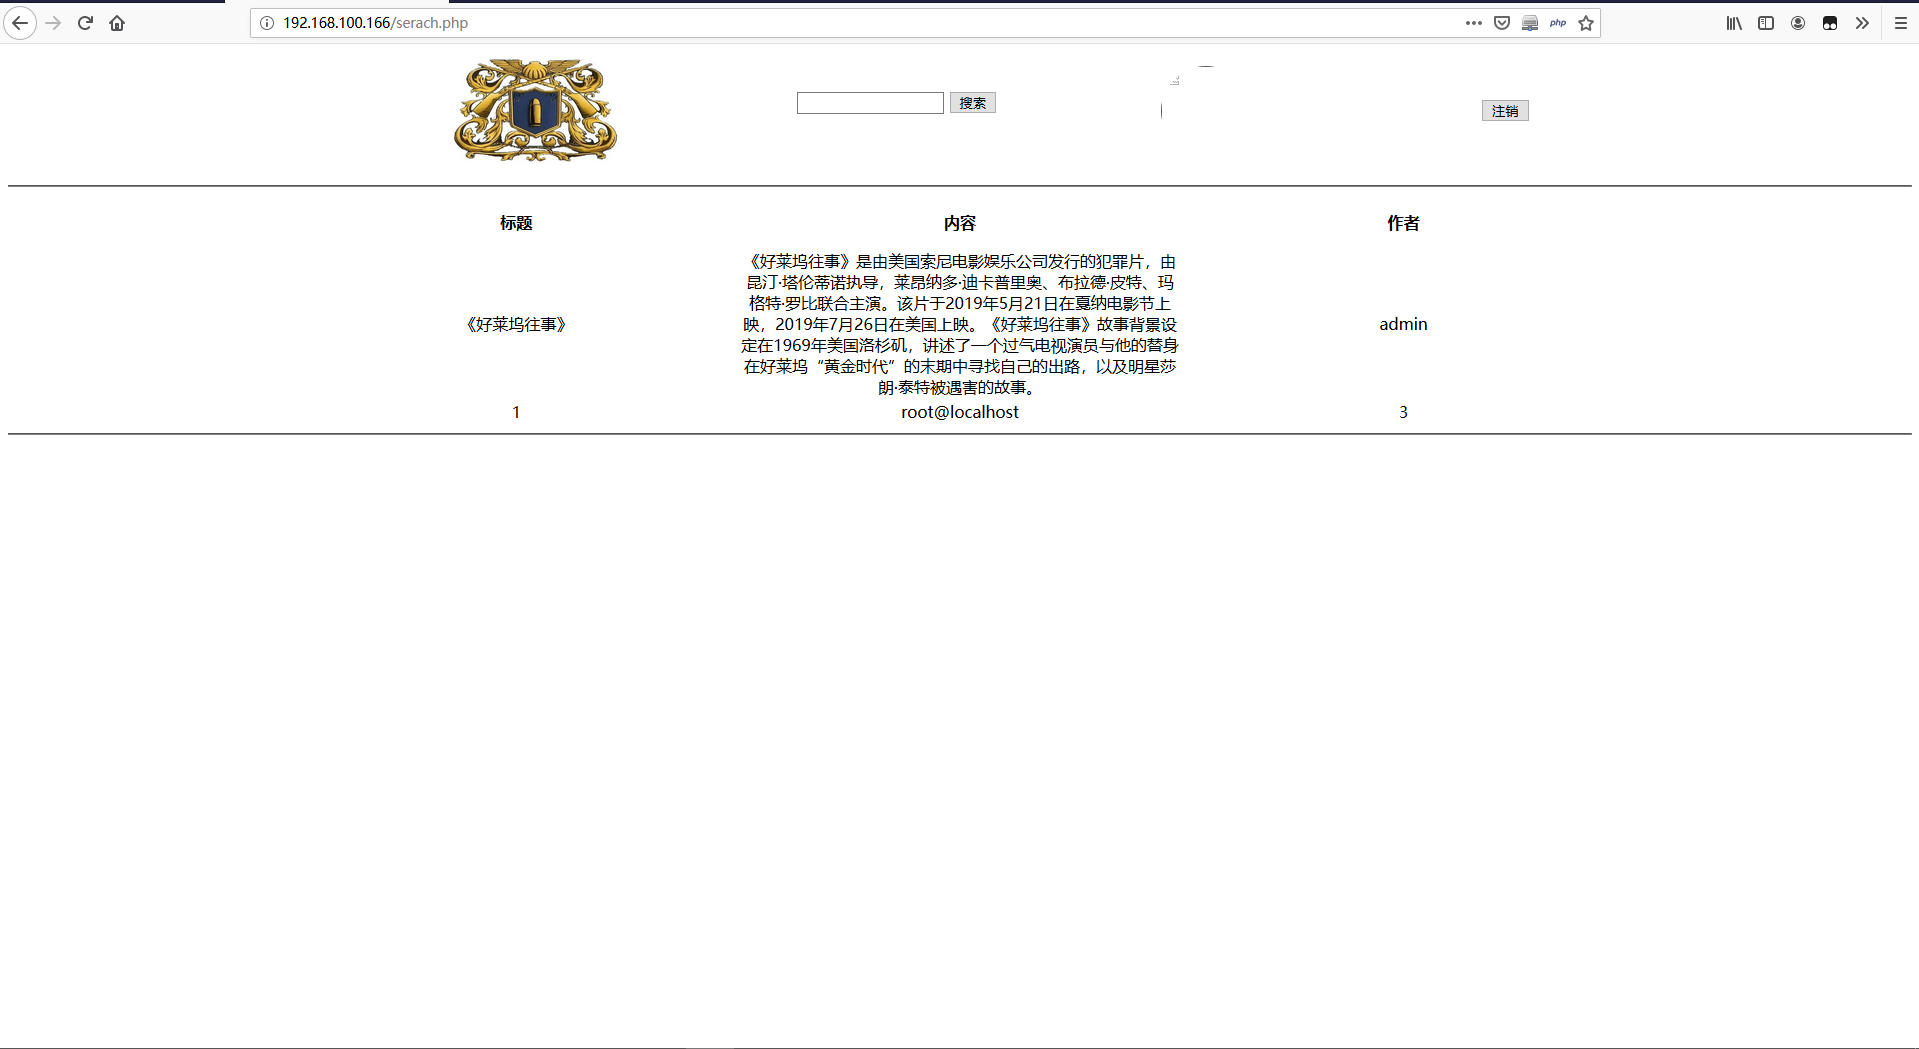 192.168.100.166/serach.php
php
搜索
注销
标题 内容 作者
《好莱坞往事》是由美国索尼电影娱乐公司发行的犯罪片，由
昆汀·塔伦蒂诺执导，莱昂纳多·迪卡普里奥、布拉德·皮特、玛
格特·罗比联合主演。该片于2019年5月21日在戛纳电影节上
《好莱坞往事》 映，2019年7月26日在美国上映。《好莱坞往事》故事背景设 admin
定在1969年美国洛杉矶，讲述了一个过气电视演员与他的替身
在好莱坞“黄金时代”的末期中寻找自己的出路，以及明星莎
朗·泰特被遇害的故事。
1 root@localhost 3